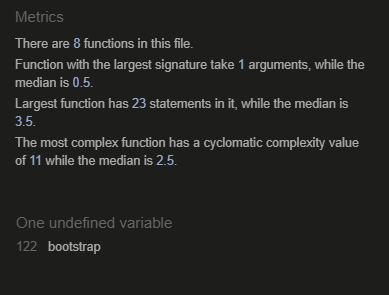 Metrics
There are 8 functions in this file.
Function with the largest signature take 1 arguments, while the
median is 0.5.
Largest function has 23 statements in it, while the median is
3.5.
The most complex function has a cyclomatic complexity value
of 11 while the median is 2.5.
One undefined variable
122 bootstrap